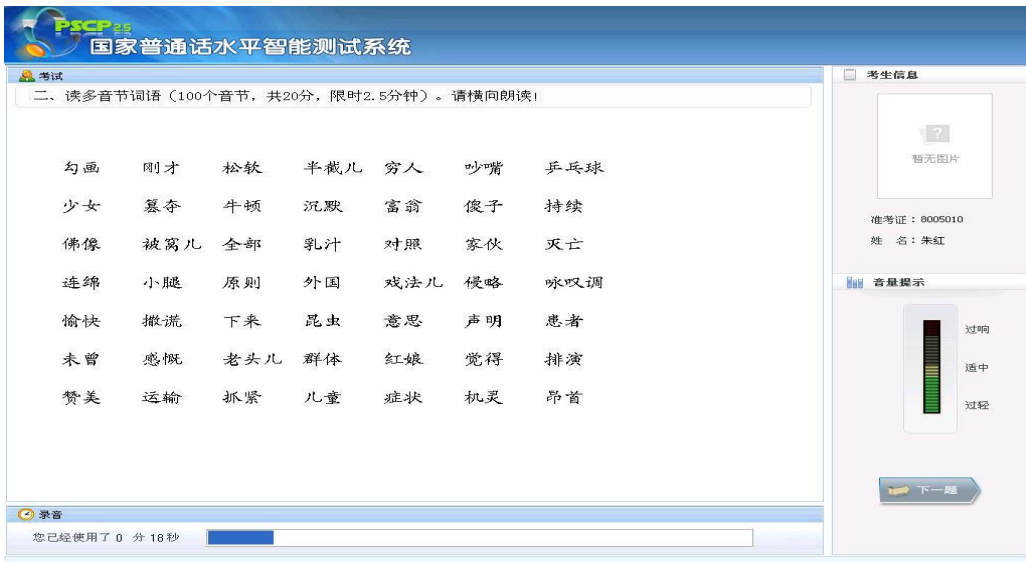 PSCP2.5
国家普通话水平智能测试系统
考试
二、读多音节词语（100个音节，共20分，限时2.5分钟）。请横向朗读！
勾画 刚才 松软 半截儿 穷人 吵嘴 乒乓球
少女 篡夺 牛顿 沉默 富翁 傻子 持续
佛像 被窝儿 全部 乳汁 对照 家伙 灭亡
连绵 小腿 原则 外国 戏法儿 侵略 咏叹调
愉快 撒谎 下来 昆虫 意思 声明 患者
未曾 感慨 老头儿 群体 红娘 觉得 排演
赞美 运输 抓紧 儿童 症状 机灵 昂首
录音
您已经使用了 0 分 18秒
考生信息
?
暂无图片
准考证：8005010
姓 名：朱红
音量提示
过响
适中
过轻
下一题